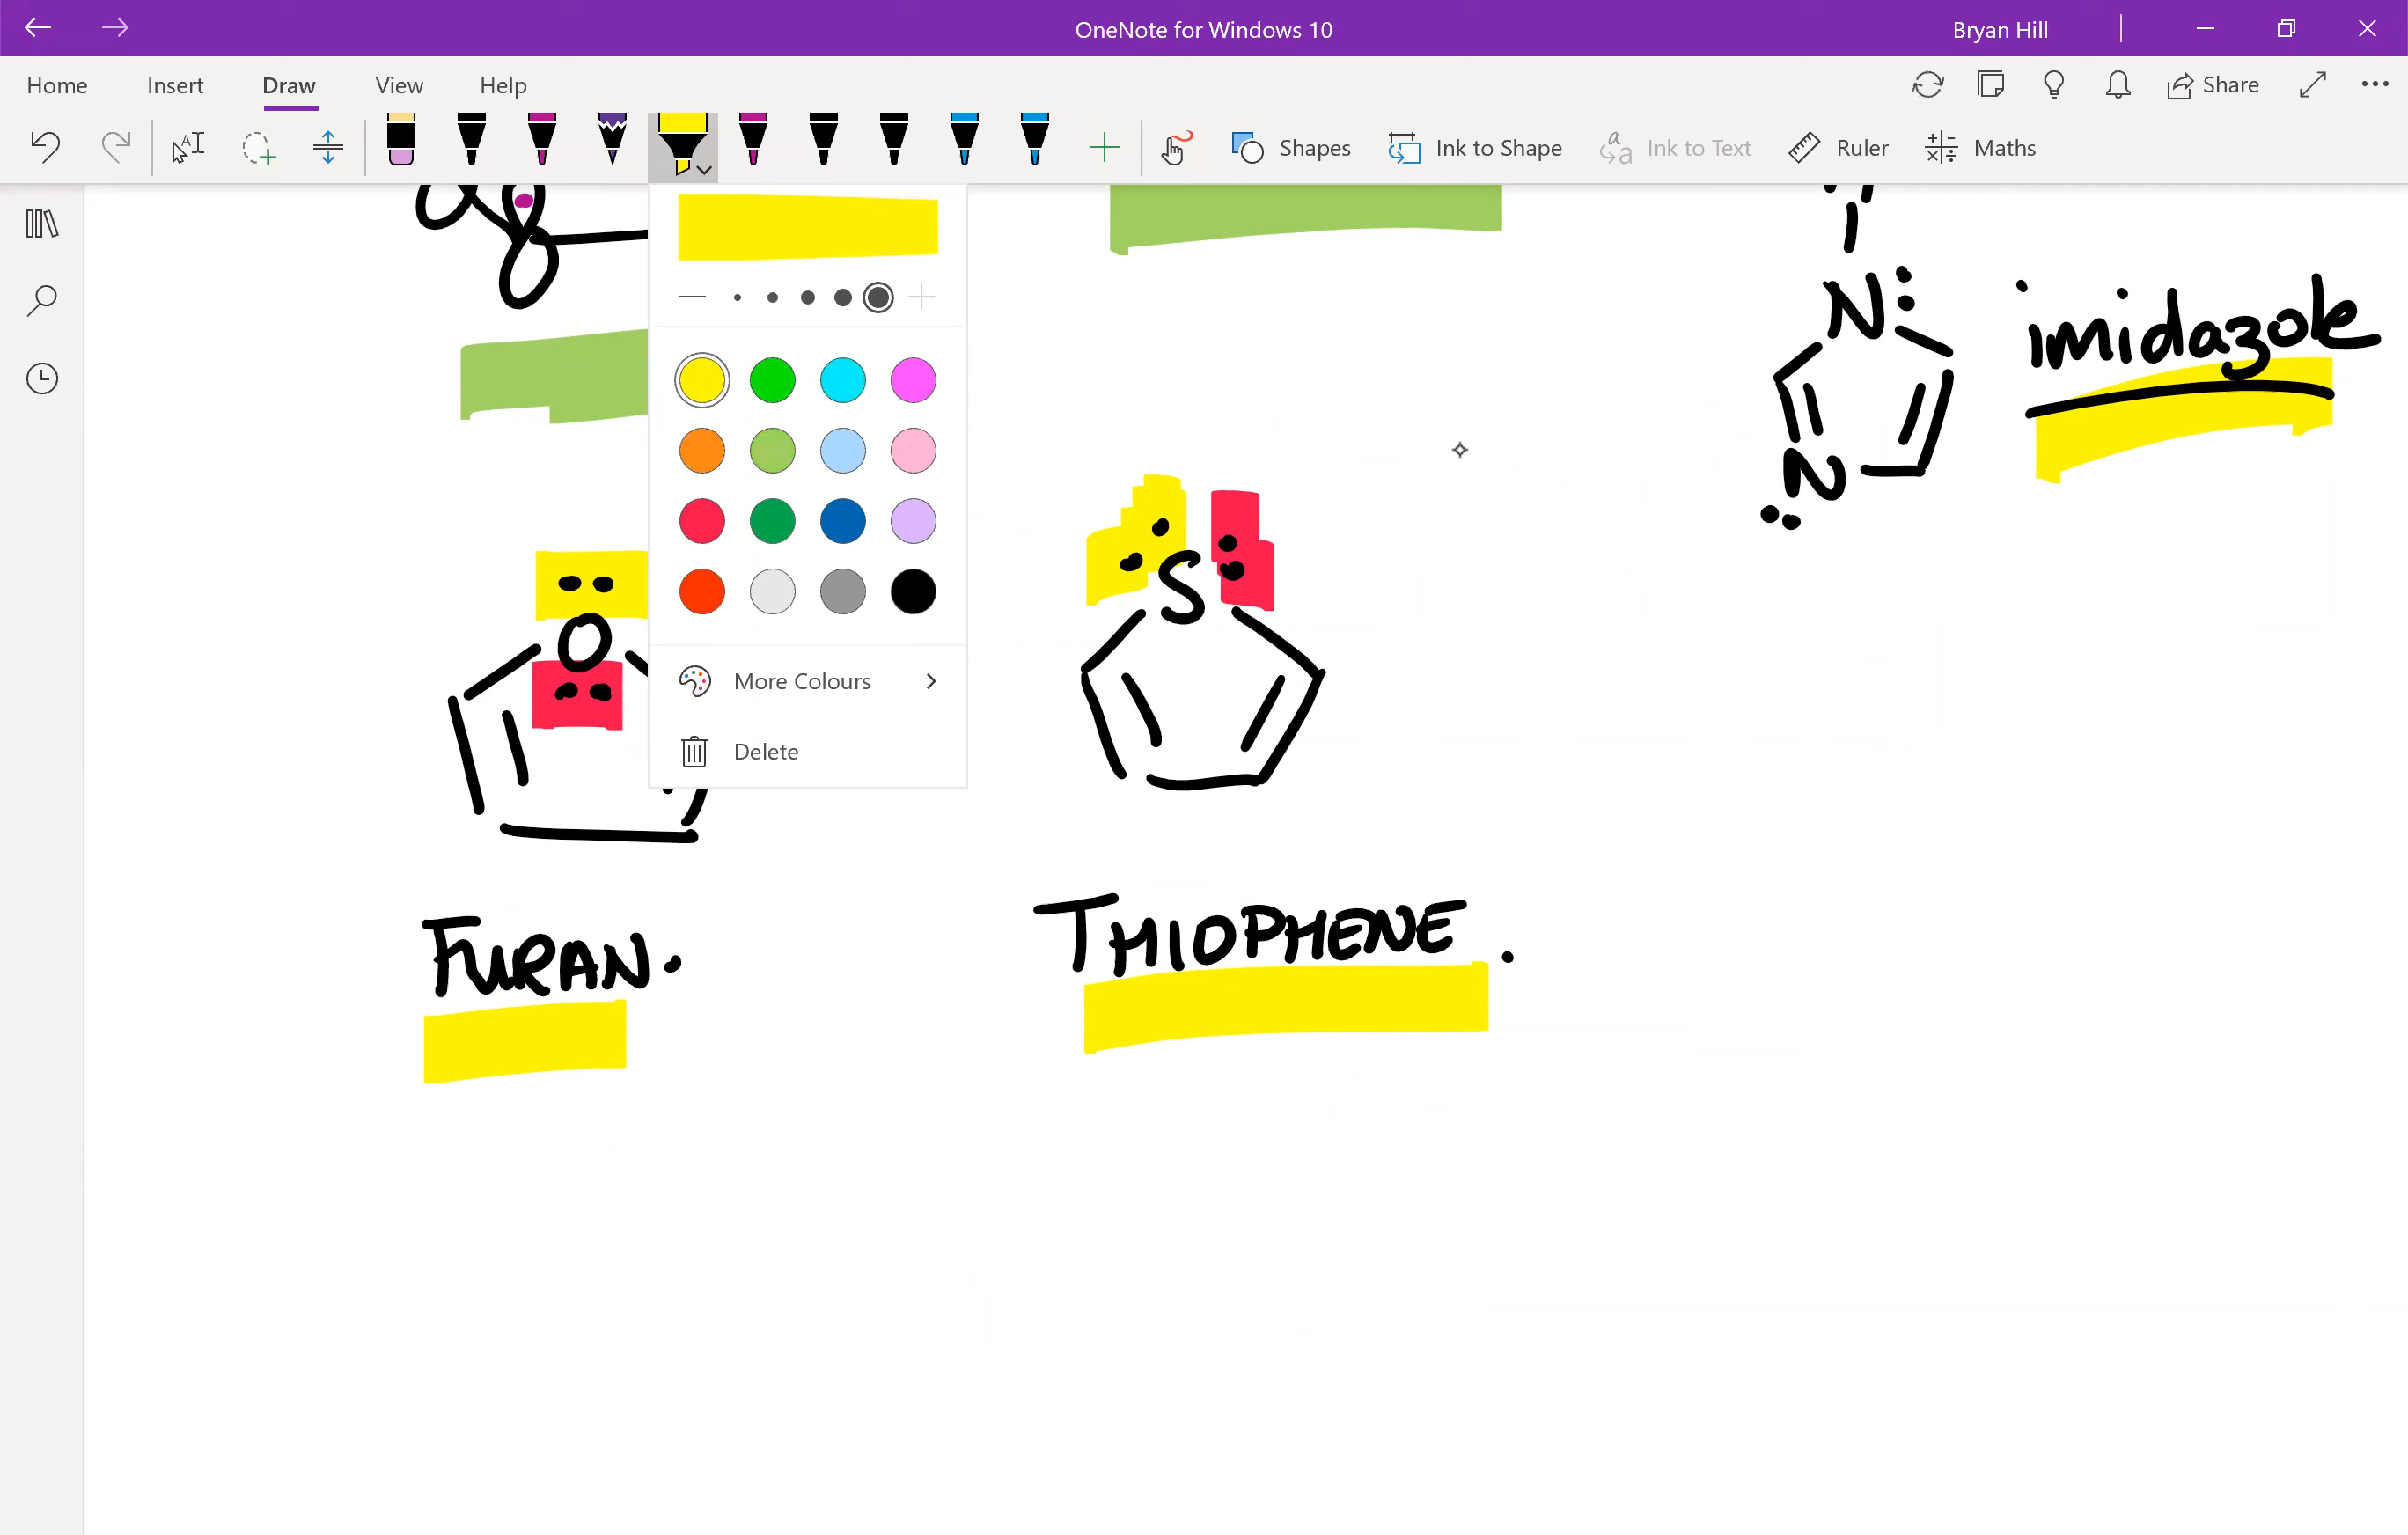 OneNote for Windows 10
Bryan Hill
Home Insert Draw View Help
Share
Shapes Ink to Shape Ink to Text Ruler Maths
N:
imidazole
N
S
O
More Colours
Delete
FURAN.
THIOPHENE.